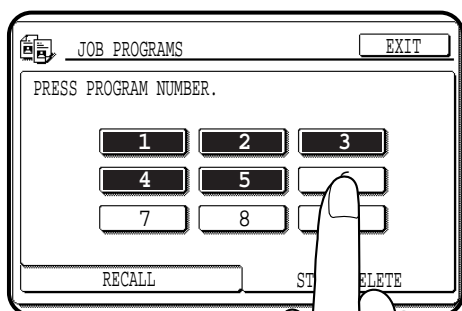 JOB PROGRAMS EXIT
PRESS PROGRAM NUMBER.
1 2 3
4 5
7 8
RECALL